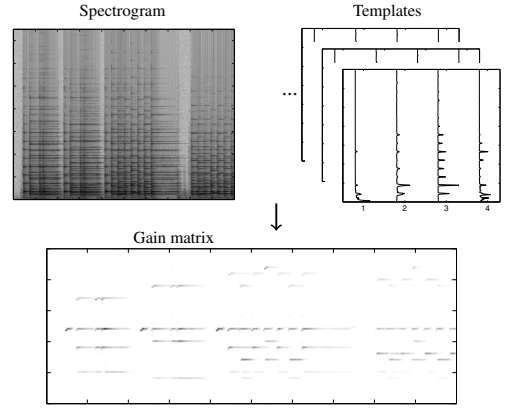 Spectrogram
Templates
...
1 2 3 4
Gain matrix